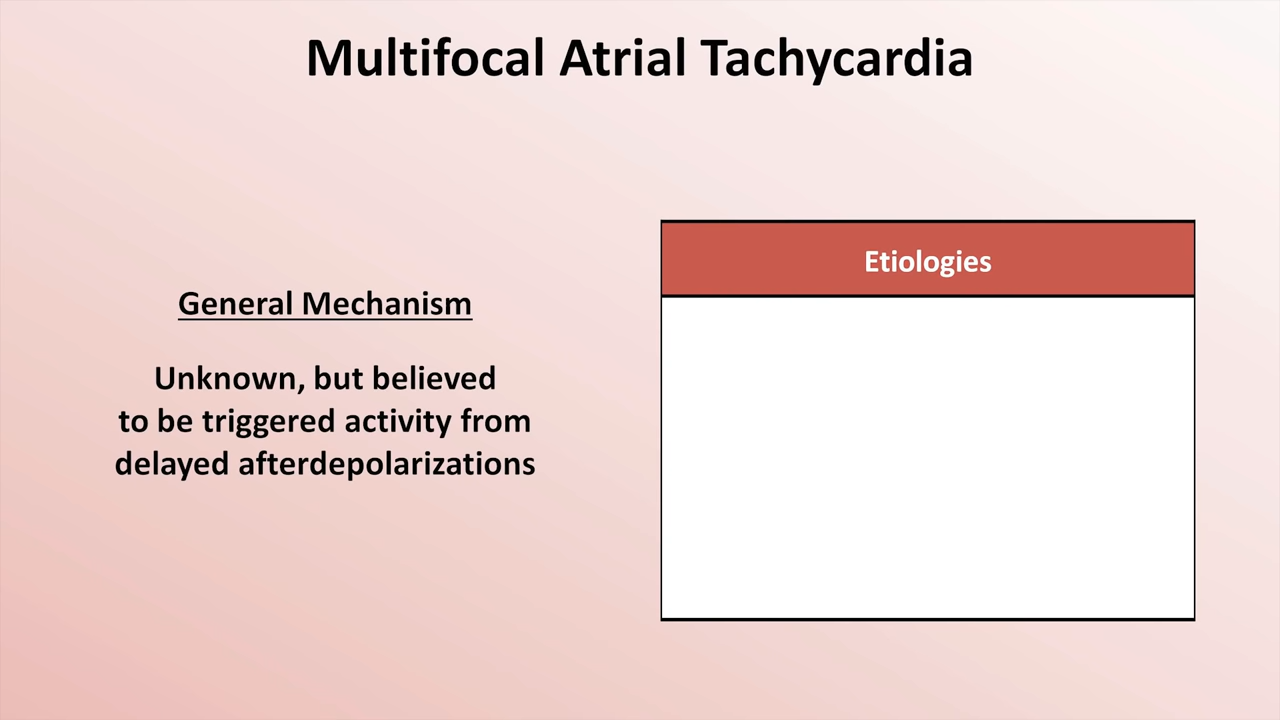 Multifocal Atrial Tachycardia
General Mechanism
Unknown, but believed
to be triggered activity from
delayed afterdepolarizations
Etiologies